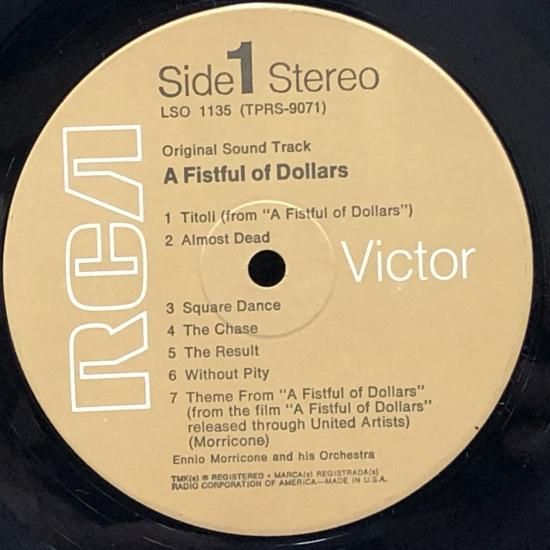 Side 1 Stereo
LSO 1135 (TPRS-9071)
Original Sound Track
A Fistful of Dollars
1 Titoli (from "A Fistful of Dollars")
2 Almost Dead
RCA
Victor
3 Square Dance
4 The Chase
5 The Result
6 Without Pity
7 Theme From "A Fistful of Dollars"
(from the film "A Fistful of Dollars"
released through United Artists)
(Morricone)
Ennio Morricone and his Orchestra
TMK(s) ® REGISTERED • MARCA(s) REGISTRADA(s)
RADIO CORPORATION OF AMERICA—MADE IN U.S.A.